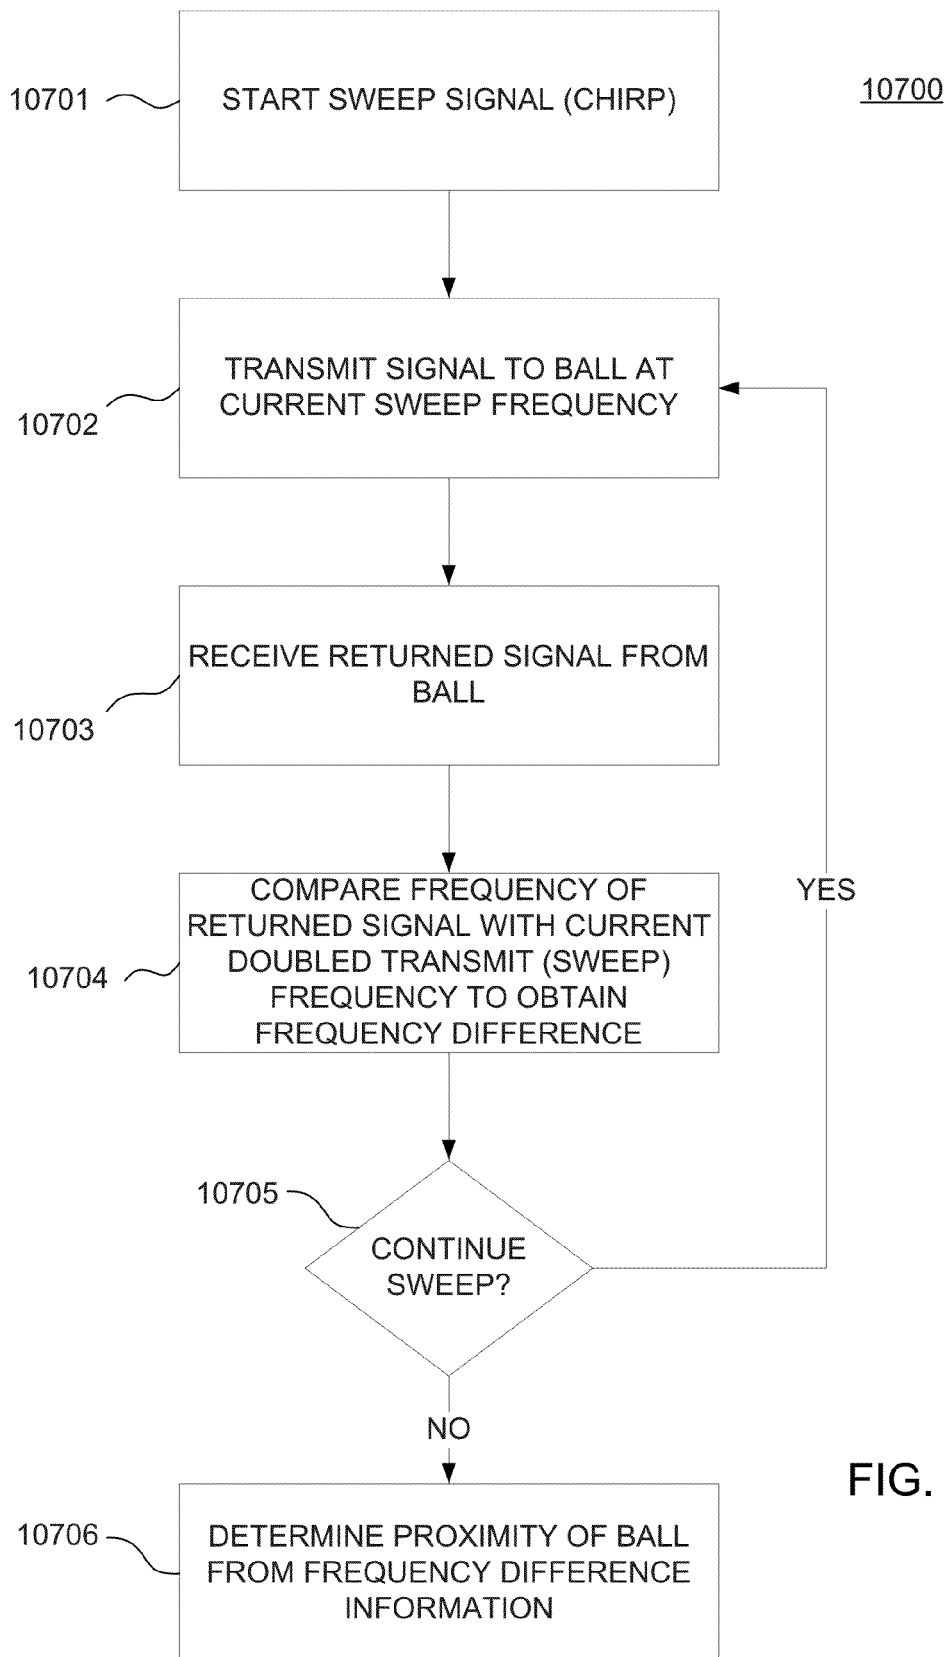 10701
START SWEEP SIGNAL (CHIRP)
10700
TRANSMIT SIGNAL TO BALL AT
CURRENT SWEEP FREQUENCY
10702
RECEIVE RETURNED SIGNAL FROM
BALL
10703
COMPARE FREQUENCY OF
RETURNED SIGNAL WITH CURRENT
DOUBLED TRANSMIT (SWEEP)
FREQUENCY TO OBTAIN
FREQUENCY DIFFERENCE
10704
YES
10705
CONTINUE
SWEEP?
NO
FIG.
10706
DETERMINE PROXIMITY OF BALL
FROM FREQUENCY DIFFERENCE
INFORMATION